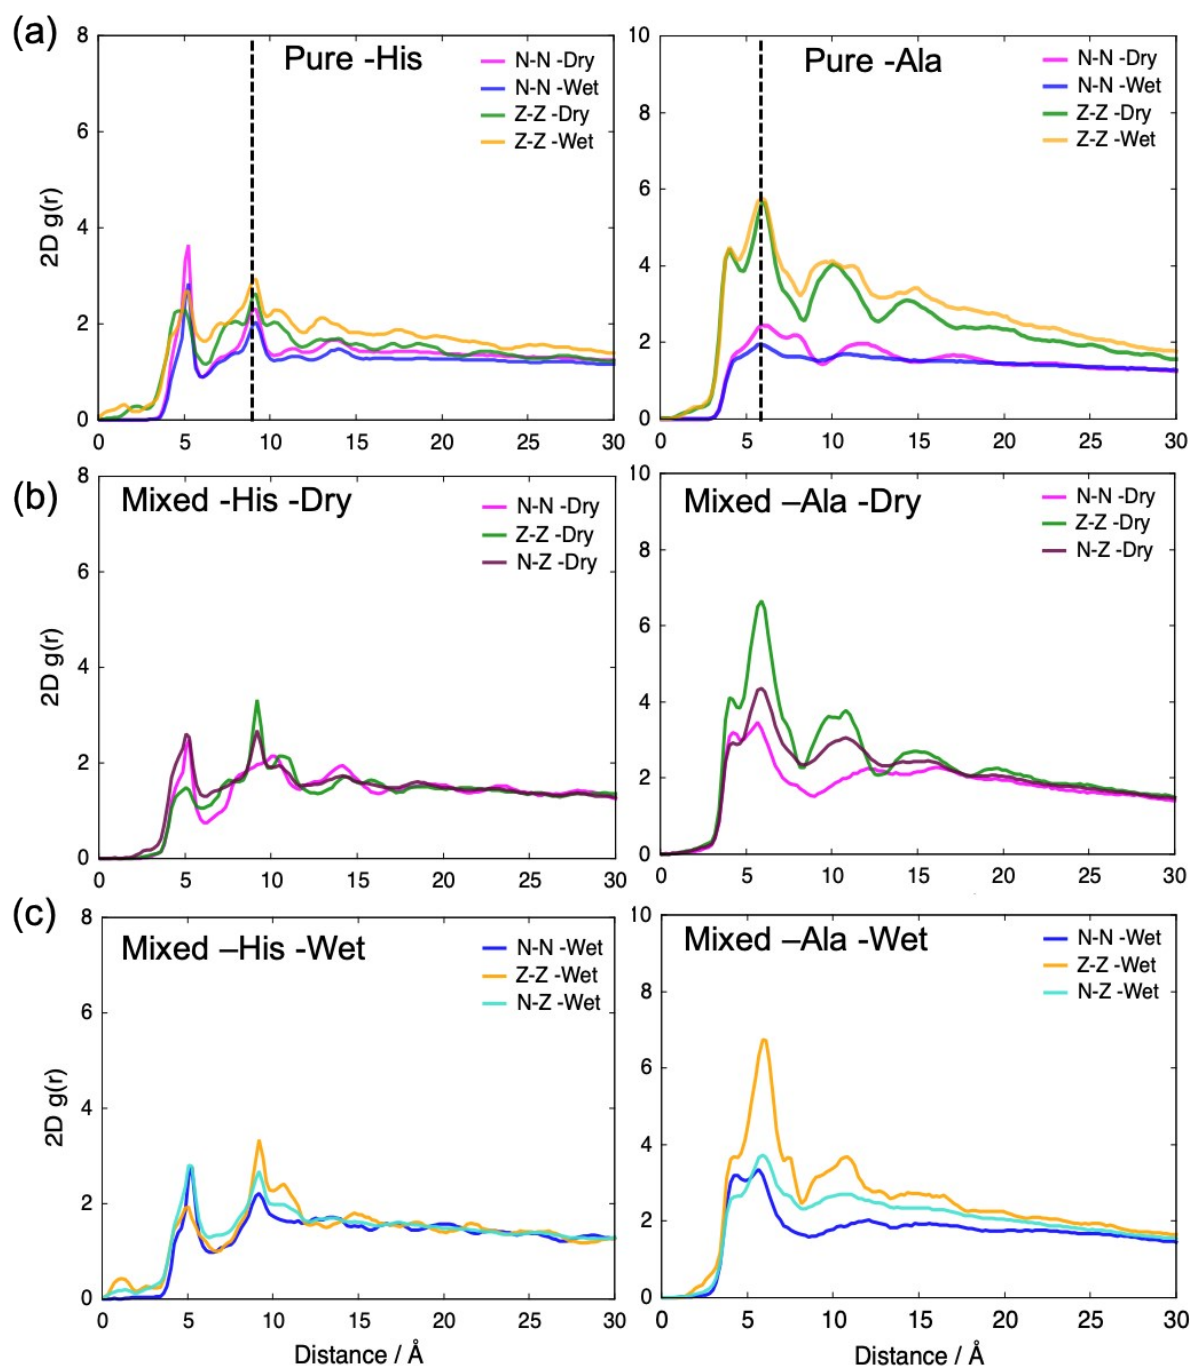 (a)
Pure -His
N-N -Dry
N-N -Wet
Z-Z -Dry
Z-Z -Wet
8
6
4
2
0
2D g(r)
0 5 10 15 20 25 30
Pure -Ala
N-N -Dry
N-N -Wet
Z-Z -Dry
Z-Z -Wet
10
8
6
4
2
0
0 5 10 15 20 25 30
(b)
Mixed -His -Dry
N-N -Dry
Z-Z -Dry
N-Z -Dry
8
6
4
2
0
2D g(r)
0 5 10 15 20 25 30
Mixed –Ala -Dry
N-N -Dry
Z-Z -Dry
N-Z -Dry
10
8
6
4
2
0
0 5 10 15 20 25 30
(c)
Mixed –His -Wet
N-N -Wet
Z-Z -Wet
N-Z -Wet
8
6
4
2
0
2D g(r)
0 5 10 15 20 25 30
Distance / Å
Mixed –Ala -Wet
N-N -Wet
Z-Z -Wet
N-Z -Wet
10
8
6
4
2
0
0 5 10 15 20 25 30
Distance / Å